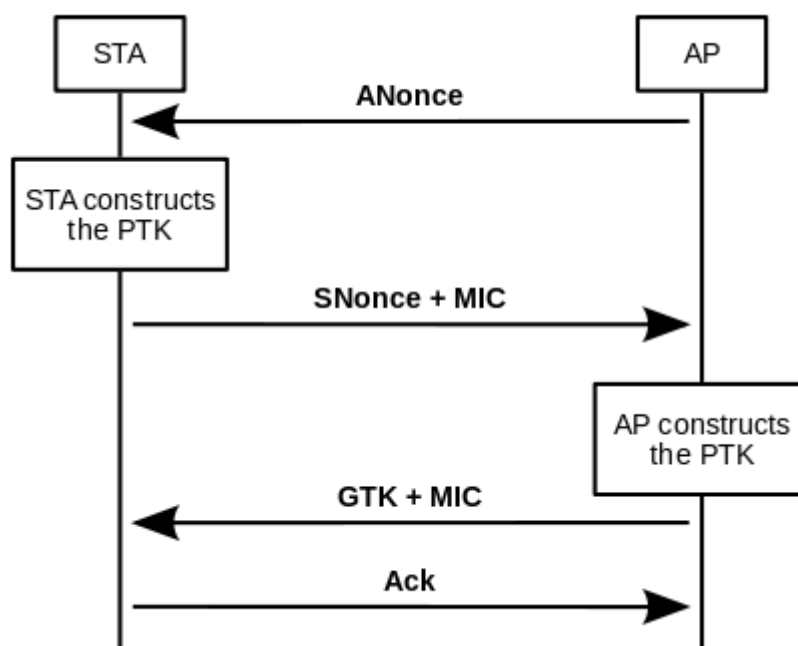 STA
AP
ANonce
STA constructs
the PTK
SNonce + MIC
AP constructs
the PTK
GTK + MIC
Ack